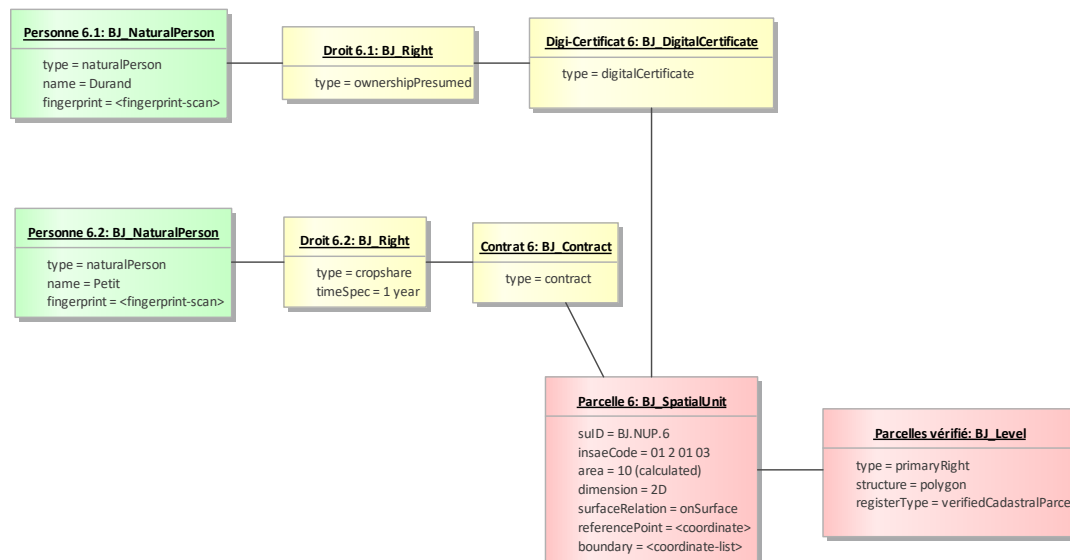 Personne 6.1: BJ_NaturalPerson
type = naturalPerson
name = Durand
fingerprint = <fingerprint-scan>
Droit 6.1: BJ_Right
type = ownershipPresumed
Digi-Certificat 6: BJ_DigitalCertificate
type = digitalCertificate
Personne 6.2: BJ_NaturalPerson
type = naturalPerson
name = Petit
fingerprint = <fingerprint-scan>
Droit 6.2: BJ_Right
type = cropshare
timeSpec = 1 year
Contrat 6: BJ_Contract
type = contract
Parcelle 6: BJ_SpatialUnit
suID = BJ.NUP.6
insaeCode = 01 2 01 03
area = 10 (calculated)
dimension = 2D
surfaceRelation = onSurface
referencePoint = <coordinate>
boundary = <coordinate-list>
Parcelles vérifié: BJ_Level
type = primaryRight
structure = polygon
registerType = verifiedCadastralParce